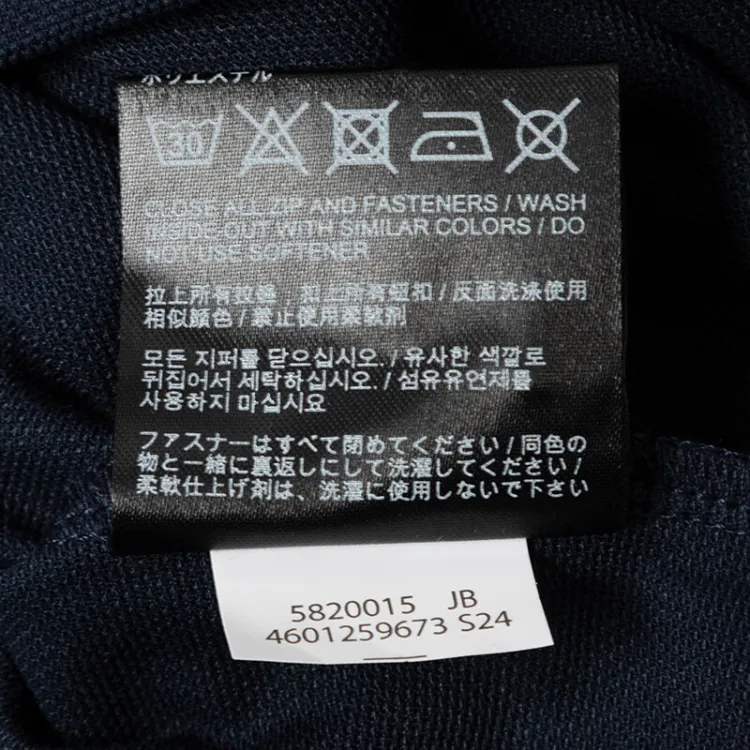 ポリエステル
30
CLOSE ALL ZIP AND FASTENERS / WASH
INSIDE OUT WITH SIMILAR COLORS / DO
NOT USE SOFTENER
拉上所有拉鏈 , 扣上所有鈕扣 / 反面洗滌使用
相似顏色 / 禁止使用柔軟劑
모든 지퍼를 닫으십시오. / 유사한 색깔로
뒤집어서 세탁하십시오. / 섬유유연제를
사용하지 마십시요
ファスナーはすべて閉めてください / 同色の
物と一緒に裏返しにして洗濯してください /
柔軟仕上げ剤は、洗濯に使用しないで下さい
5820015 JB
4601259673 S24